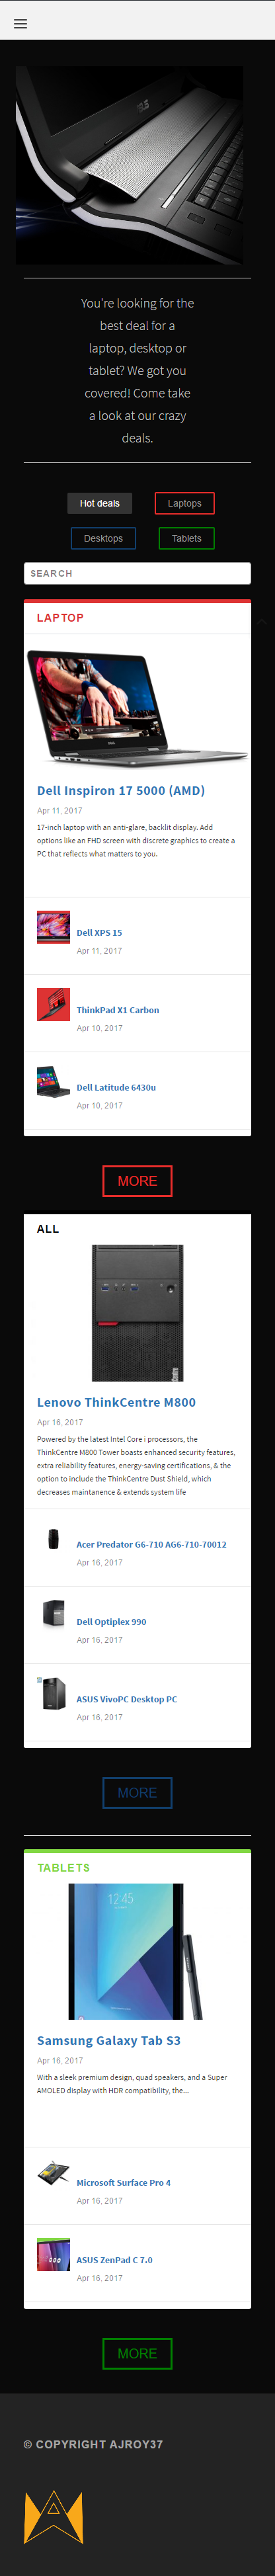 You're looking for the
best deal for a
laptop, desktop or
tablet? We got you
covered! Come take
a look at our crazy
deals.
Hot deals
Laptops
Desktops
Tablets
SEARCH
LAPTOP
Dell Inspiron 17 5000 (AMD)
Apr 11, 2017
17-inch laptop with an anti-glare, backlit display. Add
options like an FHD screen with discrete graphics to create a
PC that reflects what matters to you.
Dell XPS 15
Apr 11, 2017
ThinkPad X1 Carbon
Apr 10, 2017
Dell Latitude 6430u
Apr 10, 2017
MORE
ALL
Lenovo ThinkCentre M800
Apr 16, 2017
Powered by the latest Intel Core i processors, the
ThinkCentre M800 Tower boasts enhanced security features,
extra reliability features, energy-saving certifications, & the
option to include the ThinkCentre Dust Shield, which
decreases maintanence & extends system life
Acer Predator G6-710 AG6-710-70012
Apr 16, 2017
Dell Optiplex 990
Apr 16, 2017
ASUS VivoPC Desktop PC
Apr 16, 2017
MORE
TABLETS
12:45
Samsung Galaxy Tab S3
Apr 16, 2017
With a sleek premium design, quad speakers, and a Super
AMOLED display with HDR compatibility, the...
Microsoft Surface Pro 4
Apr 16, 2017
ASUS ZenPad C 7.0
Apr 16, 2017
MORE
© COPYRIGHT AJROY37